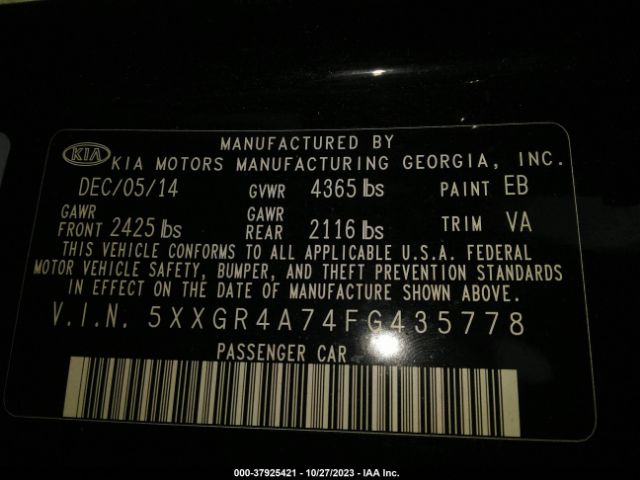 MANUFACTURED BY
KIA KIA MOTORS MANUFACTURING GEORGIA, INC.
DEC/05/14 GVWR 4365 lbs PAINT EB
GAWR FRONT 2425 lbs GAWR REAR 2116 lbs TRIM VA
THIS VEHICLE CONFORMS TO ALL APPLICABLE U.S.A. FEDERAL
MOTOR VEHICLE SAFETY, BUMPER, AND THEFT PREVENTION STANDARDS
IN EFFECT ON THE DATE OF MANUFACTURE SHOWN ABOVE.
V.I.N. 5XXGR4A74FG435778
PASSENGER CAR
000-37925421 - 10/27/2023 - IAA Inc.